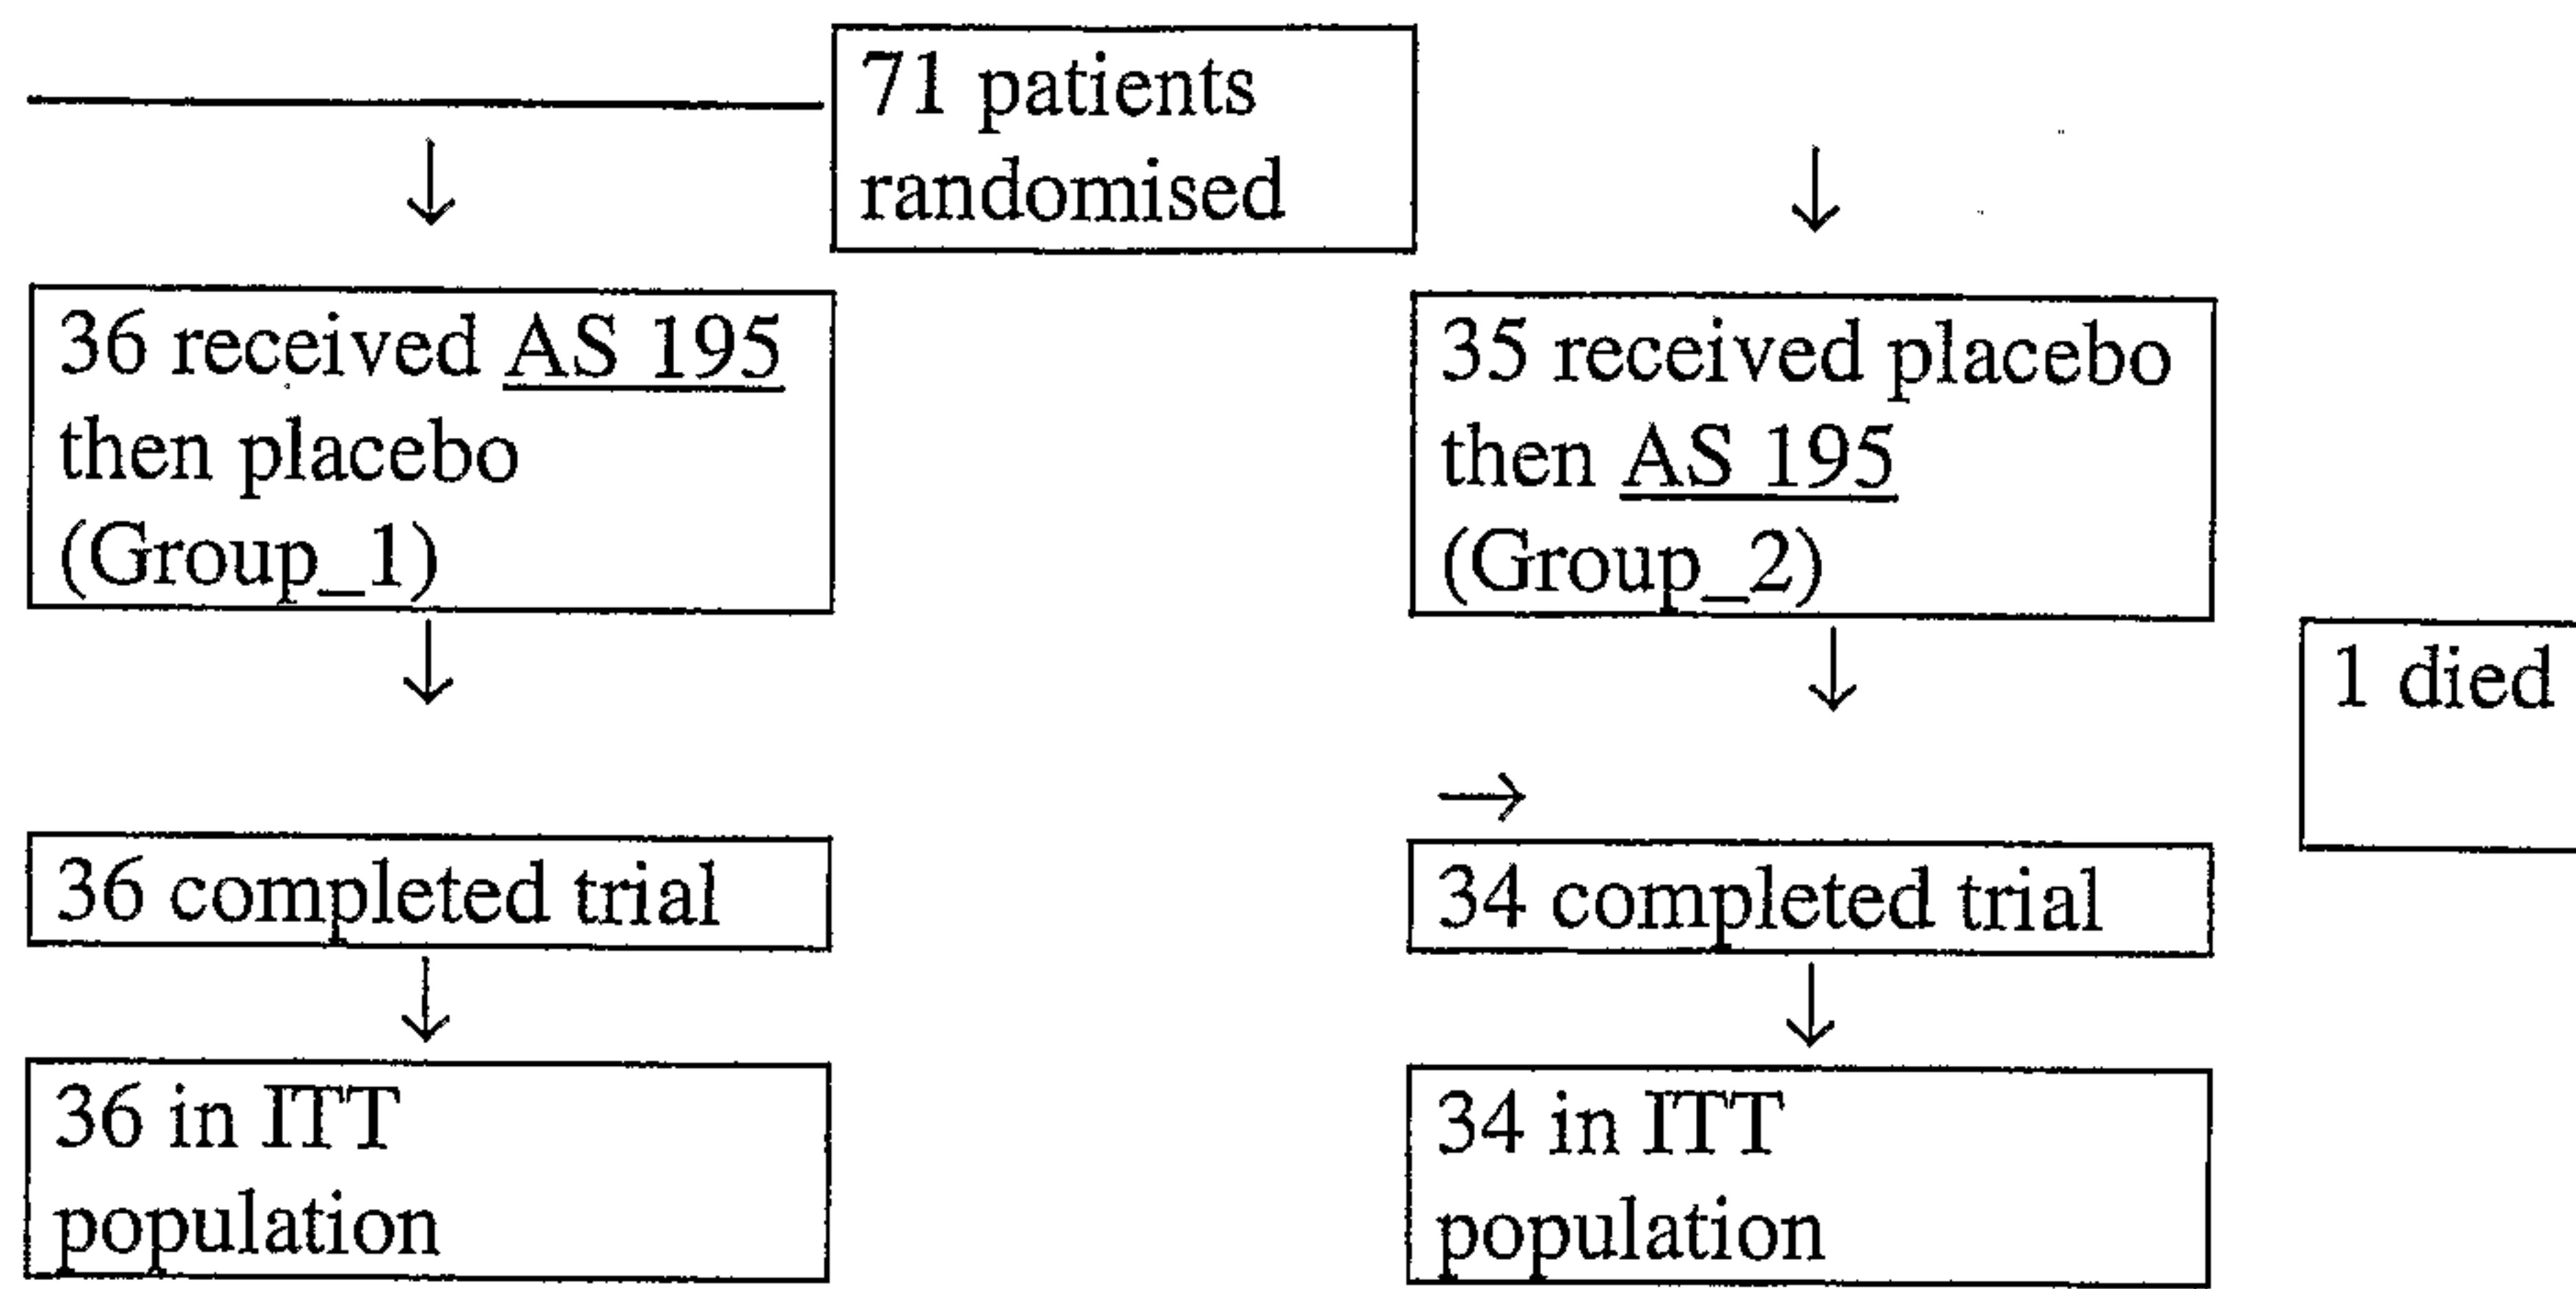 71 patients
randomised
36 received AS 195
then placebo
(Group_1)
35 received placebo
then AS 195
(Group_2)
1 died
36 completed trial
34 completed trial
36 in ITT
population
34 in ITT
population